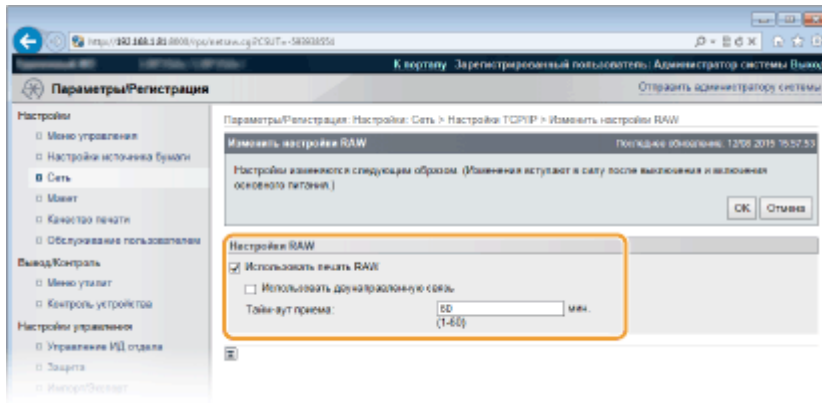 К порталу Зарегистрированный пользователь: Администратор системы Выход
Параметры/Регистрация
Отправить администратору системы
Настройки
Меню управления
Настройки источника бумаги
Сеть
Макет
Качество печати
Обслуживание пользователем
Вывод/Контроль
Меню утилит
Контроль устройства
Настройки управления
Управление ИД отдела
Защита
Импорт/Экспорт
Параметры/Регистрация: Настройки: Сеть > Настройки TCP/IP > Изменить настройки RAW
Изменить настройки RAW
Последнее обновление: 12/08 2015 15:57:53
Настройки изменяются следующим образом. (Изменения вступают в силу после выключения и включения
основного питания.)
OK Отмена
Настройки RAW
Использовать печать RAW
Использовать двунаправленную связь
Тайм-аут приема: 60 мин.
(1-60)